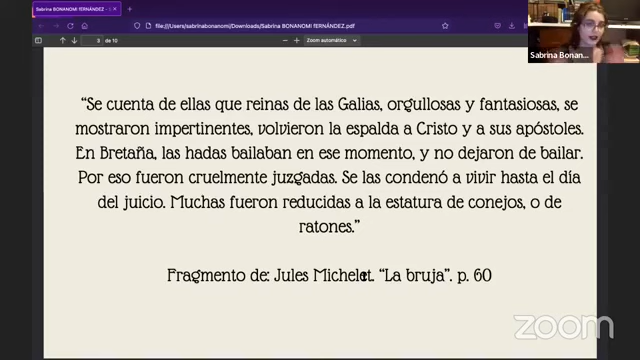 Sabrina BONANOMI FERNÁNDEZ
file:///Users/sabrinabonanomi/Downloads/Sabrina BONANOMI FERNÁNDEZ.pdf
3 de 10
Zoom automático
Sabrina Bonan...
“Se cuenta de ellas que reinas de las Galias, orgullosas y fantasiosas, se
mostraron impertinentes, volvieron la espalda a Cristo y a sus apóstoles.
En Bretaña, las hadas bailaban en ese momento, y no dejaron de bailar.
Por eso fueron cruelmente juzgadas. Se las condenó a vivir hasta el día
del juicio. Muchas fueron reducidas a la estatura de conejos, o de
ratones.”
Fragmento de: Jules Michelet. “La bruja”. p. 60
zoom